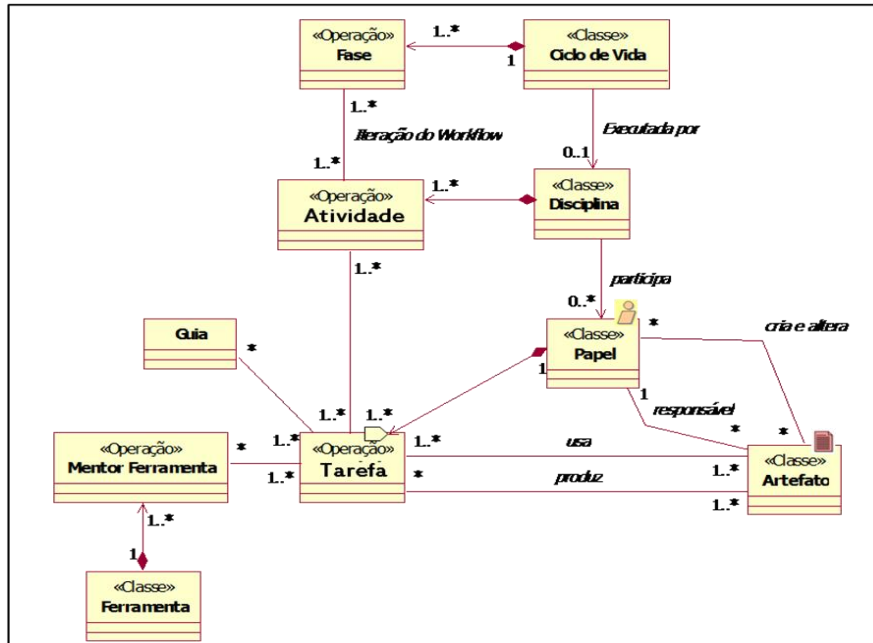 «Operação»
Fase
1..*
1
«Classe»
Ciclo de Vida
1..*
Iteração do Workflow
1..*
Executada por
0..1
«Operação»
Atividade
1..*
«Classe»
Disciplina
1..*
participa
0..*
«Classe»
Papel
1
*
cria e altera
1
responsável
*
*
Guia
*
1..*
1..*
«Operação»
Mentor Ferramenta
*
1..*
«Operação»
Tarefa
1..*
usa
1..*
*
produz
1..*
«Classe»
Artefato
1..*
1
«Classe»
Ferramenta